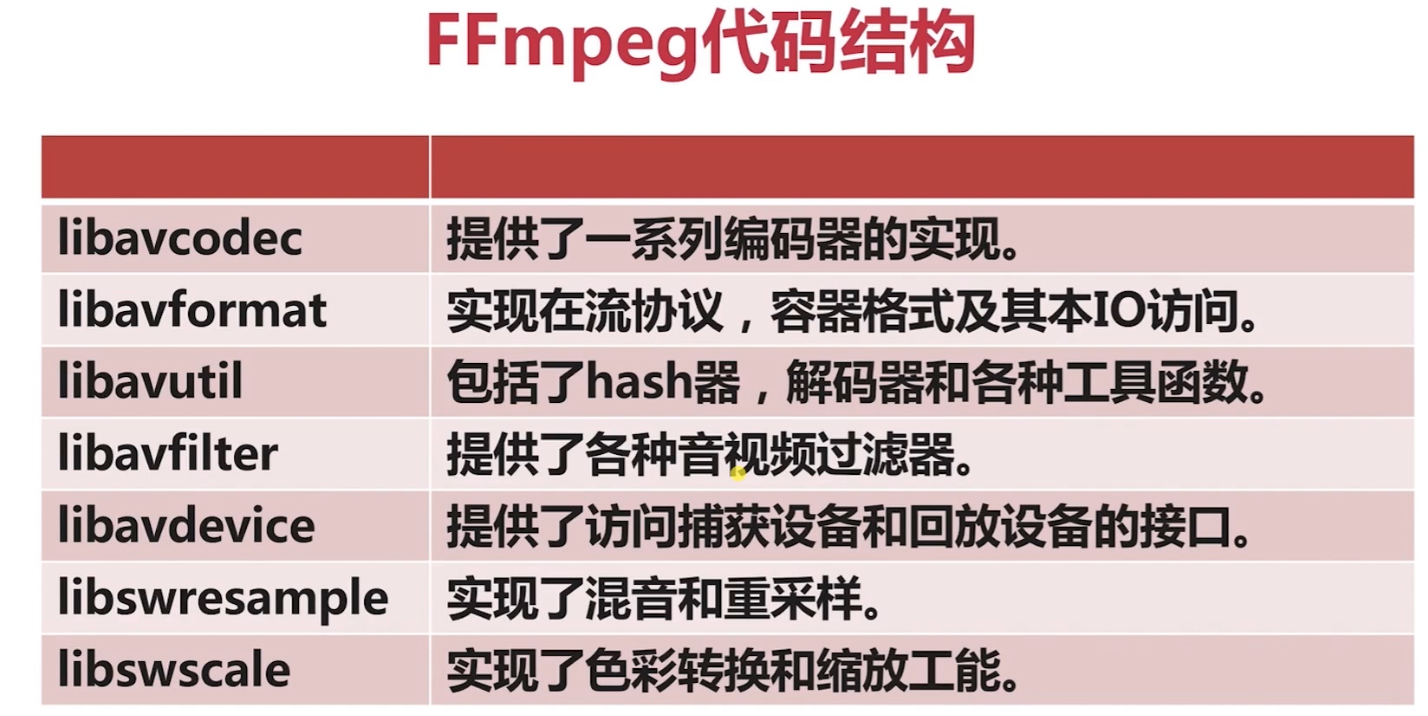 FFmpeg代码结构
libavcodec 提供了一系列编码器的实现。
libavformat 实现在流协议，容器格式及其本IO访问。
libavutil 包括了hash器，解码器和各种工具函数。
libavfilter 提供了各种音视频过滤器。
libavdevice 提供了访问捕获设备和回放设备的接口。
libswresample 实现了混音和重采样。
libswscale 实现了色彩转换和缩放工能。